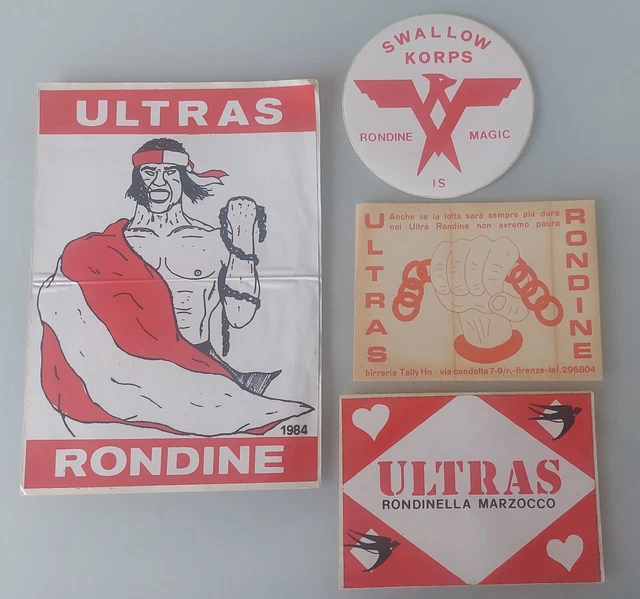 ULTRAS
1984
RONDINE
SWALLOW
KORPS
RONDINE MAGIC
IS
ULTRAS
Anche se la lotta sarà sempre più dura
noi Ultrà Rondine non avremo paura
RONDINE
birreria Tally Ho - via condotta 7-9/r.-firenze-tel.296804
ULTRAS
RONDINELLA MARZOCCO